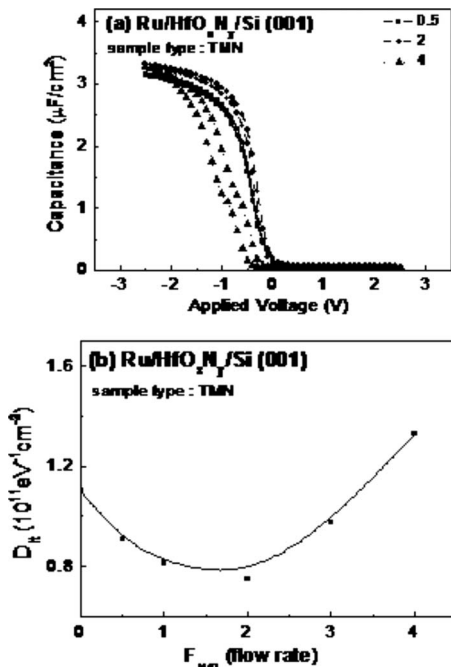 (a) Ru/HfOxNy/Si (001)
sample type : TMN
0.5
2
4
4
3
2
1
0
Capacitance (μF/cm²)
-3 -2 -1 0 1 2 3
Applied Voltage (V)
(b) Ru/HfOxNy/Si (001)
sample type : TMN
1.6
1.2
0.8
0.4
Dit (10¹¹eV⁻¹cm⁻²)
0 1 2 3 4
(flow rate)